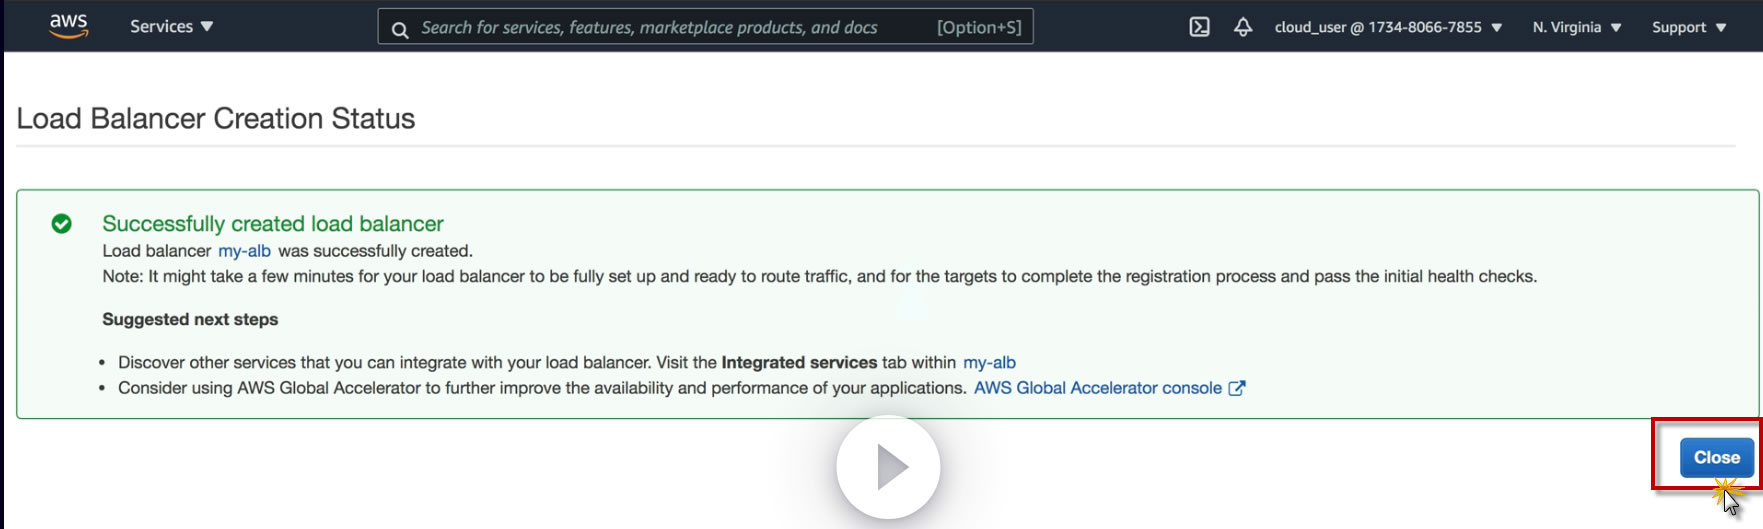 aws Services Search for services, features, marketplace products, and docs [Option+S] cloud_user @ 1734-8066-7855 N. Virginia Support
Load Balancer Creation Status
Successfully created load balancer
Load balancer my-alb was successfully created.
Note: It might take a few minutes for your load balancer to be fully set up and ready to route traffic, and for the targets to complete the registration process and pass the initial health checks.
Suggested next steps
• Discover other services that you can integrate with your load balancer. Visit the Integrated services tab within my-alb
• Consider using AWS Global Accelerator to further improve the availability and performance of your applications. AWS Global Accelerator console
Close